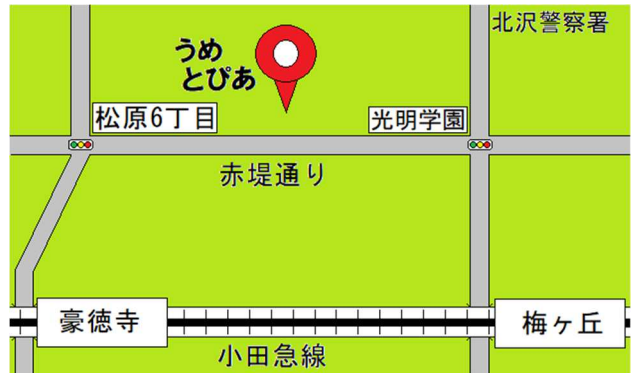 北沢警察署
うめ
とぴあ
松原6丁目
光明学園
赤堤通り
豪徳寺
梅ヶ丘
小田急線